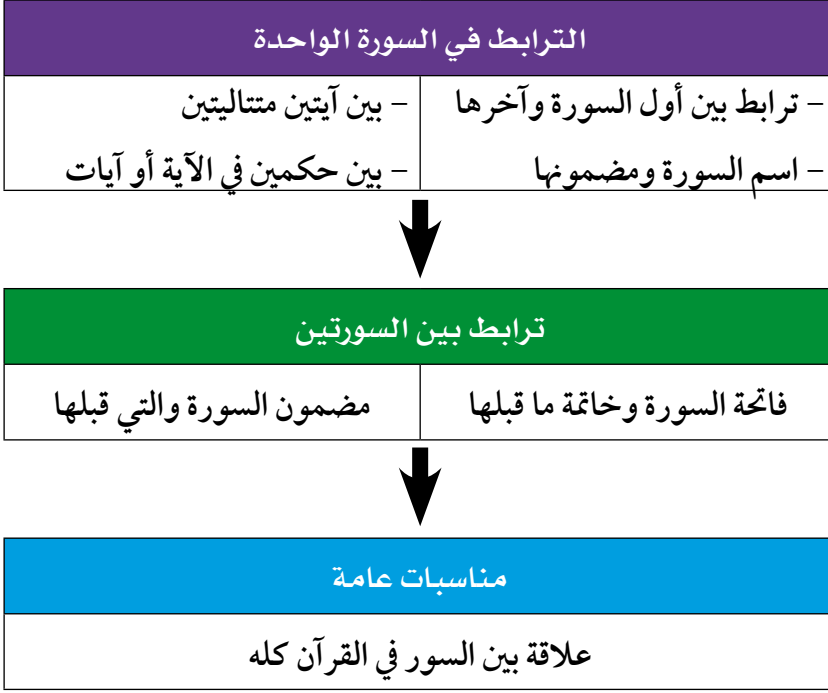 الترابط في السورة الواحدة
– ترابط بين أول السورة وآخرها
– اسم السورة ومضمونها
– بين آيتين متتاليتين
– بين حكمين في الآية أو آيات
ترابط بين السورتين
فاتحة السورة وخاتمة ما قبلها
مضمون السورة والتي قبلها
مناسبات عامة
علاقة بين السور في القرآن كله